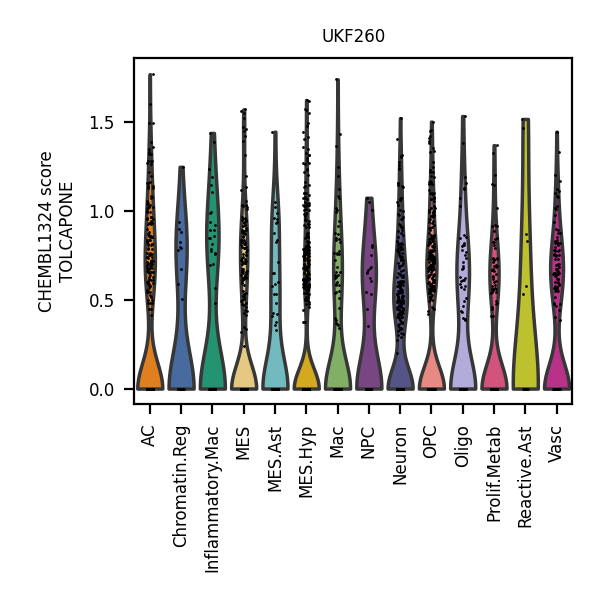 UKF260
CHEMBL1324 score
TOLCAPONE
1.5
1.0
0.5
0.0
AC
Chromatin.Reg
Inflammatory.Mac
MES
MES.Ast
MES.Hyp
Mac
NPC
Neuron
OPC
Oligo
Prolif.Metab
Reactive.Ast
Vasc